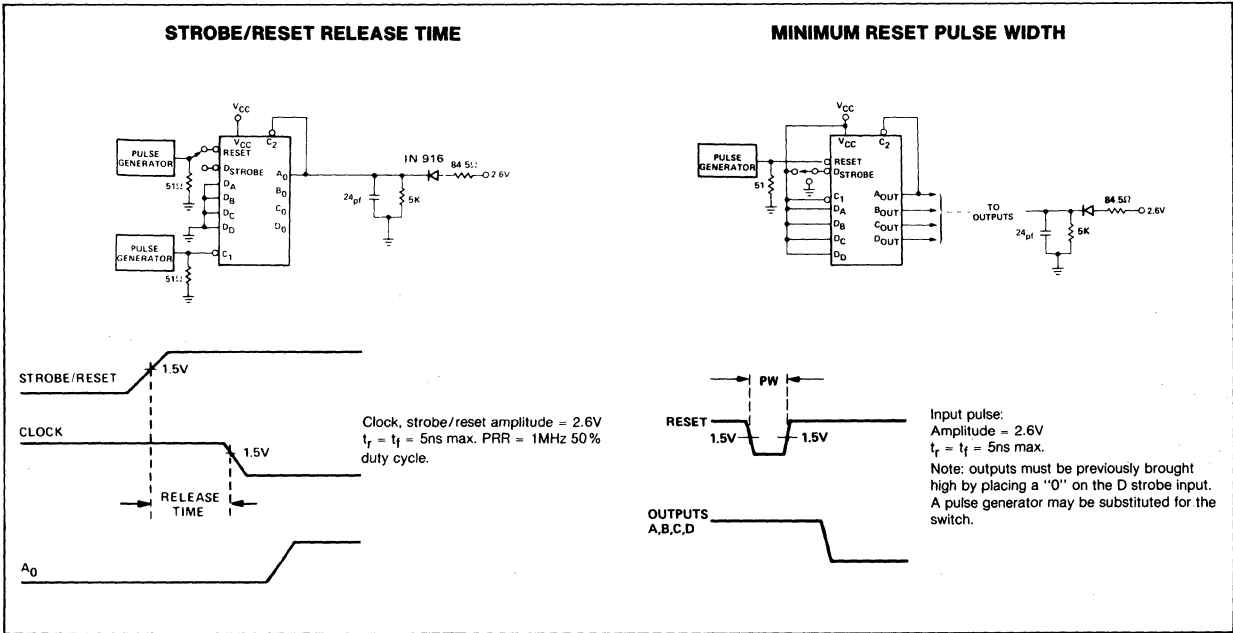 STROBE/RESET RELEASE TIME
VCC
VCC
C2
PULSE
GENERATOR
RESET
DSTROBE
51Ω
DA
DB
DC
DD
A0
B0
C0
D0
IN 916
84 5Ω
2 6V
24pf
5K
PULSE
GENERATOR
C1
51Ω
STROBE/RESET
1.5V
CLOCK
1.5V
RELEASE
TIME
A0
Clock, strobe/reset amplitude = 2.6V
tr = tf = 5ns max. PRR = 1MHz 50%
duty cycle.
MINIMUM RESET PULSE WIDTH
VCC
VCC
C2
PULSE
GENERATOR
RESET
DSTROBE
51
C1
DA
DB
DC
DD
AOUT
BOUT
COUT
DOUT
TO
OUTPUTS
84.5Ω
2.6V
24pf
5K
PW
RESET
1.5V
1.5V
OUTPUTS
A,B,C,D
Input pulse:
Amplitude = 2.6V
tr = tf = 5ns max.
Note: outputs must be previously brought
high by placing a "0" on the D strobe input.
A pulse generator may be substituted for the
switch.